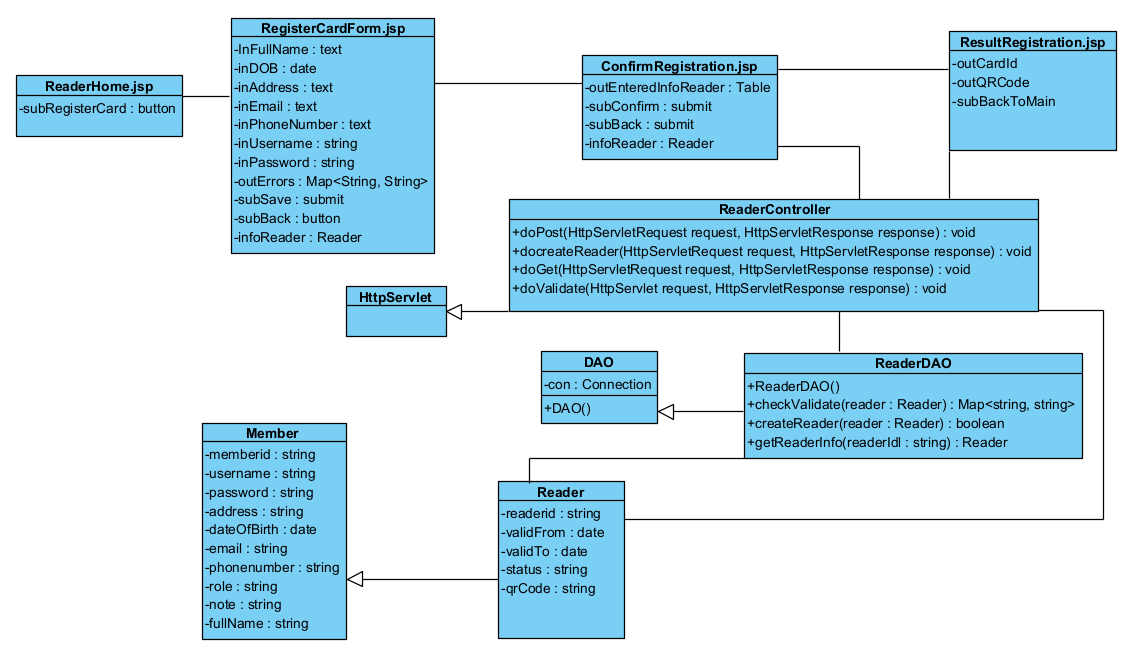 ReaderHome.jsp
-subRegisterCard : button
RegisterCardForm.jsp
-InFullName : text
-inDOB : date
-inAddress : text
-inEmail : text
-inPhoneNumber : text
-inUsername : string
-inPassword : string
-outErrors : Map<String, String>
-subSave : submit
-subBack : button
-infoReader : Reader
ConfirmRegistration.jsp
-outEnteredInfoReader : Table
-subConfirm : submit
-subBack : submit
-infoReader : Reader
ResultRegistration.jsp
-outCardId
-outQRCode
-subBackToMain
ReaderController
+doPost(HttpServletRequest request, HttpServletResponse response) : void
+docreateReader(HttpServletRequest request, HttpServletResponse response) : void
+doGet(HttpServletRequest request, HttpServletResponse response) : void
+doValidate(HttpServlet request, HttpServletResponse response) : void
HttpServlet
DAO
-con : Connection
+DAO()
ReaderDAO
+ReaderDAO()
+checkValidate(reader : Reader) : Map<string, string>
+createReader(reader : Reader) : boolean
+getReaderInfo(readerIdl : string) : Reader
Member
-memberid : string
-username : string
-password : string
-address : string
-dateOfBirth : date
-email : string
-phonenumber : string
-role : string
-note : string
-fullName : string
Reader
-readerid : string
-validFrom : date
-validTo : date
-status : string
-qrCode : string